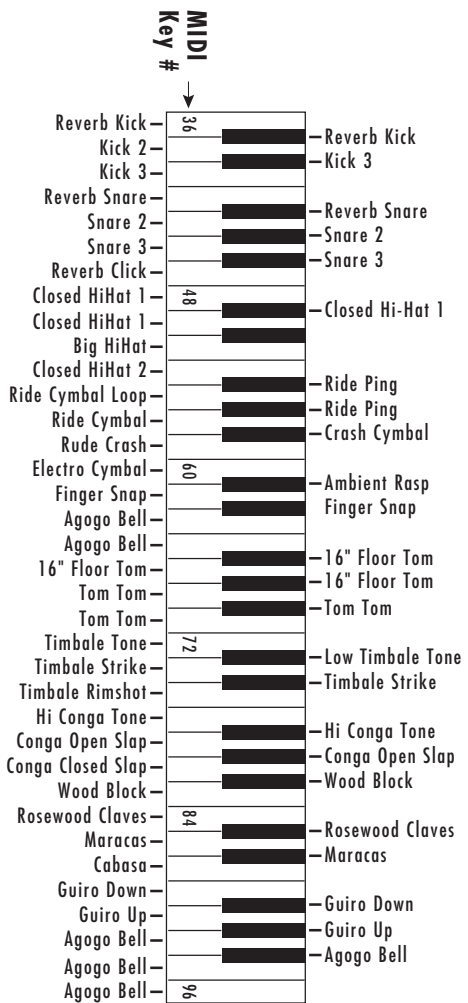 MIDI
Key #
Reverb Kick
36
Reverb Kick
Kick 2
Kick 3
Kick 3
Reverb Snare
Reverb Snare
Snare 2
Snare 2
Snare 3
Snare 3
Reverb Click
Closed HiHat 1
48
Closed Hi-Hat 1
Closed HiHat 1
Big HiHat
Closed HiHat 2
Ride Ping
Ride Cymbal Loop
Ride Ping
Ride Cymbal
Crash Cymbal
Rude Crash
Electro Cymbal
60
Ambient Rasp
Finger Snap
Finger Snap
Agogo Bell
Agogo Bell
16" Floor Tom
16" Floor Tom
16" Floor Tom
Tom Tom
Tom Tom
Tom Tom
Timbale Tone
72
Low Timbale Tone
Timbale Strike
Timbale Strike
Timbale Rimshot
Hi Conga Tone
Hi Conga Tone
Conga Open Slap
Conga Open Slap
Conga Closed Slap
Wood Block
Wood Block
Rosewood Claves
84
Rosewood Claves
Maracas
Maracas
Cabasa
Guiro Down
Guiro Down
Guiro Up
Guiro Up
Agogo Bell
Agogo Bell
Agogo Bell
Agogo Bell
96